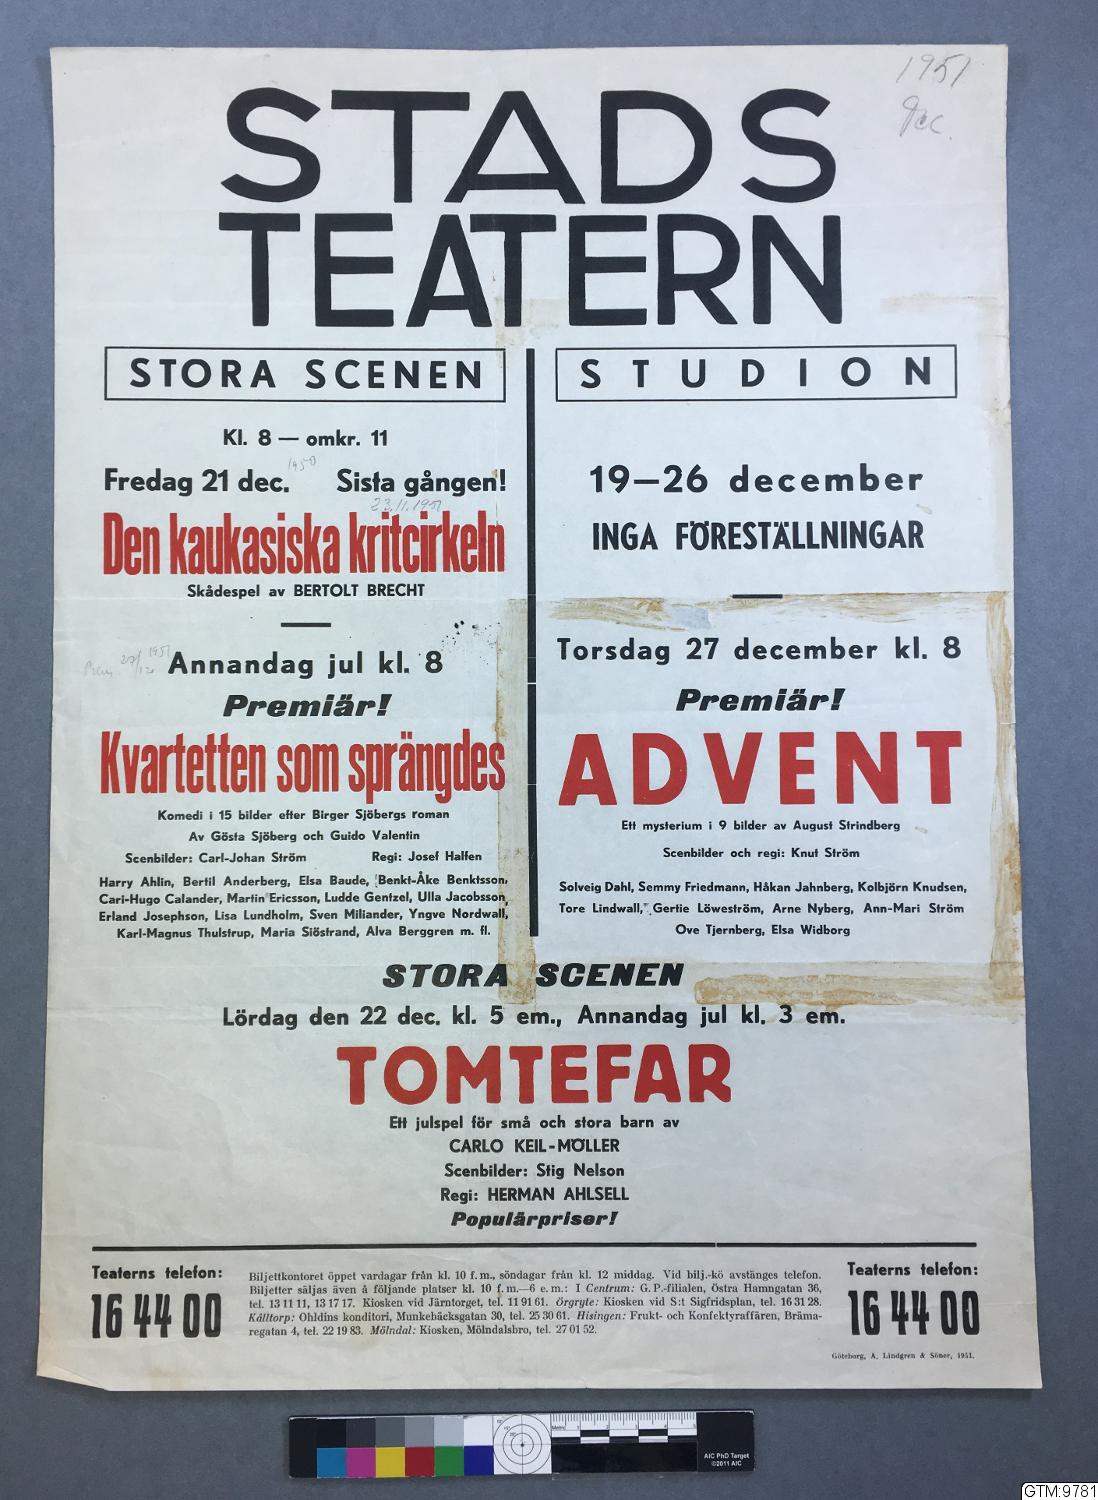 1951
Dec.
STADS
TEATERN
STORA SCENEN
Kl. 8 — omkr. 11
1950
Fredag 21 dec. Sista gången!
23.11.1951
Den kaukasiska kritcirkeln
Skådespel av BERTOLT BRECHT
1951
Annandag jul kl. 8
Premiär!
Kvartetten som sprängdes
Komedi i 15 bilder efter Birger Sjöbergs roman
Av Gösta Sjöberg och Guido Valentin
Scenbilder: Carl-Johan Ström Regi: Josef Halfen
Harry Ahlin, Bertil Anderberg, Elsa Baude, Benkt-Åke Benktsson,
Carl-Hugo Calander, Martin Ericsson, Ludde Gentzel, Ulla Jacobsson,
Erland Josephson, Lisa Lundholm, Sven Miliander, Yngve Nordwall,
Karl-Magnus Thulstrup, Maria Sjöstrand, Alva Berggren m. fl.
STUDION
19—26 december
INGA FÖRESTÄLLNINGAR
Torsdag 27 december kl. 8
Premiär!
ADVENT
Ett mysterium i 9 bilder av August Strindberg
Scenbilder och regi: Knut Ström
Solveig Dahl, Semmy Friedmann, Håkan Jahnberg, Kolbjörn Knudsen,
Tore Lindwall, Gertie Löweström, Arne Nyberg, Ann-Mari Ström
Ove Tjernberg, Elsa Widborg
STORA SCENEN
Lördag den 22 dec. kl. 5 em., Annandag jul kl. 3 em.
TOMTEFAR
Ett julspel för små och stora barn av
CARLO KEIL-MÖLLER
Scenbilder: Stig Nelson
Regi: HERMAN AHLSELL
Populärpriser!
Teaterns telefon:
16 44 00
Biljettkontoret öppet vardagar från kl. 10 f. m., söndagar från kl. 12 middag. Vid bilj.-kö avstänges telefon.
Biljetter säljas även å följande platser kl. 10 f. m.—6 e. m.: I Centrum: G. P.-filialen, Östra Hamngatan 36,
tel. 13 11 11, 13 17 17. Kiosken vid Järntorget, tel. 11 91 61. Örgryte: Kiosken vid S:t Sigfridsplan, tel. 16 31 28.
Kålltorp: Ohldins konditori, Munkebäcksgatan 30, tel. 25 30 61. Hisingen: Frukt- och Konfektyraffären, Bräma-
regatan 4, tel. 22 19 83. Mölndal: Kiosken, Mölndalsbro, tel. 27 01 52.
Teaterns telefon:
16 44 00
Göteborg, A. Lindgren & Söner, 1951.
AIC PhD Target
©2011 AIC
GTM:9781